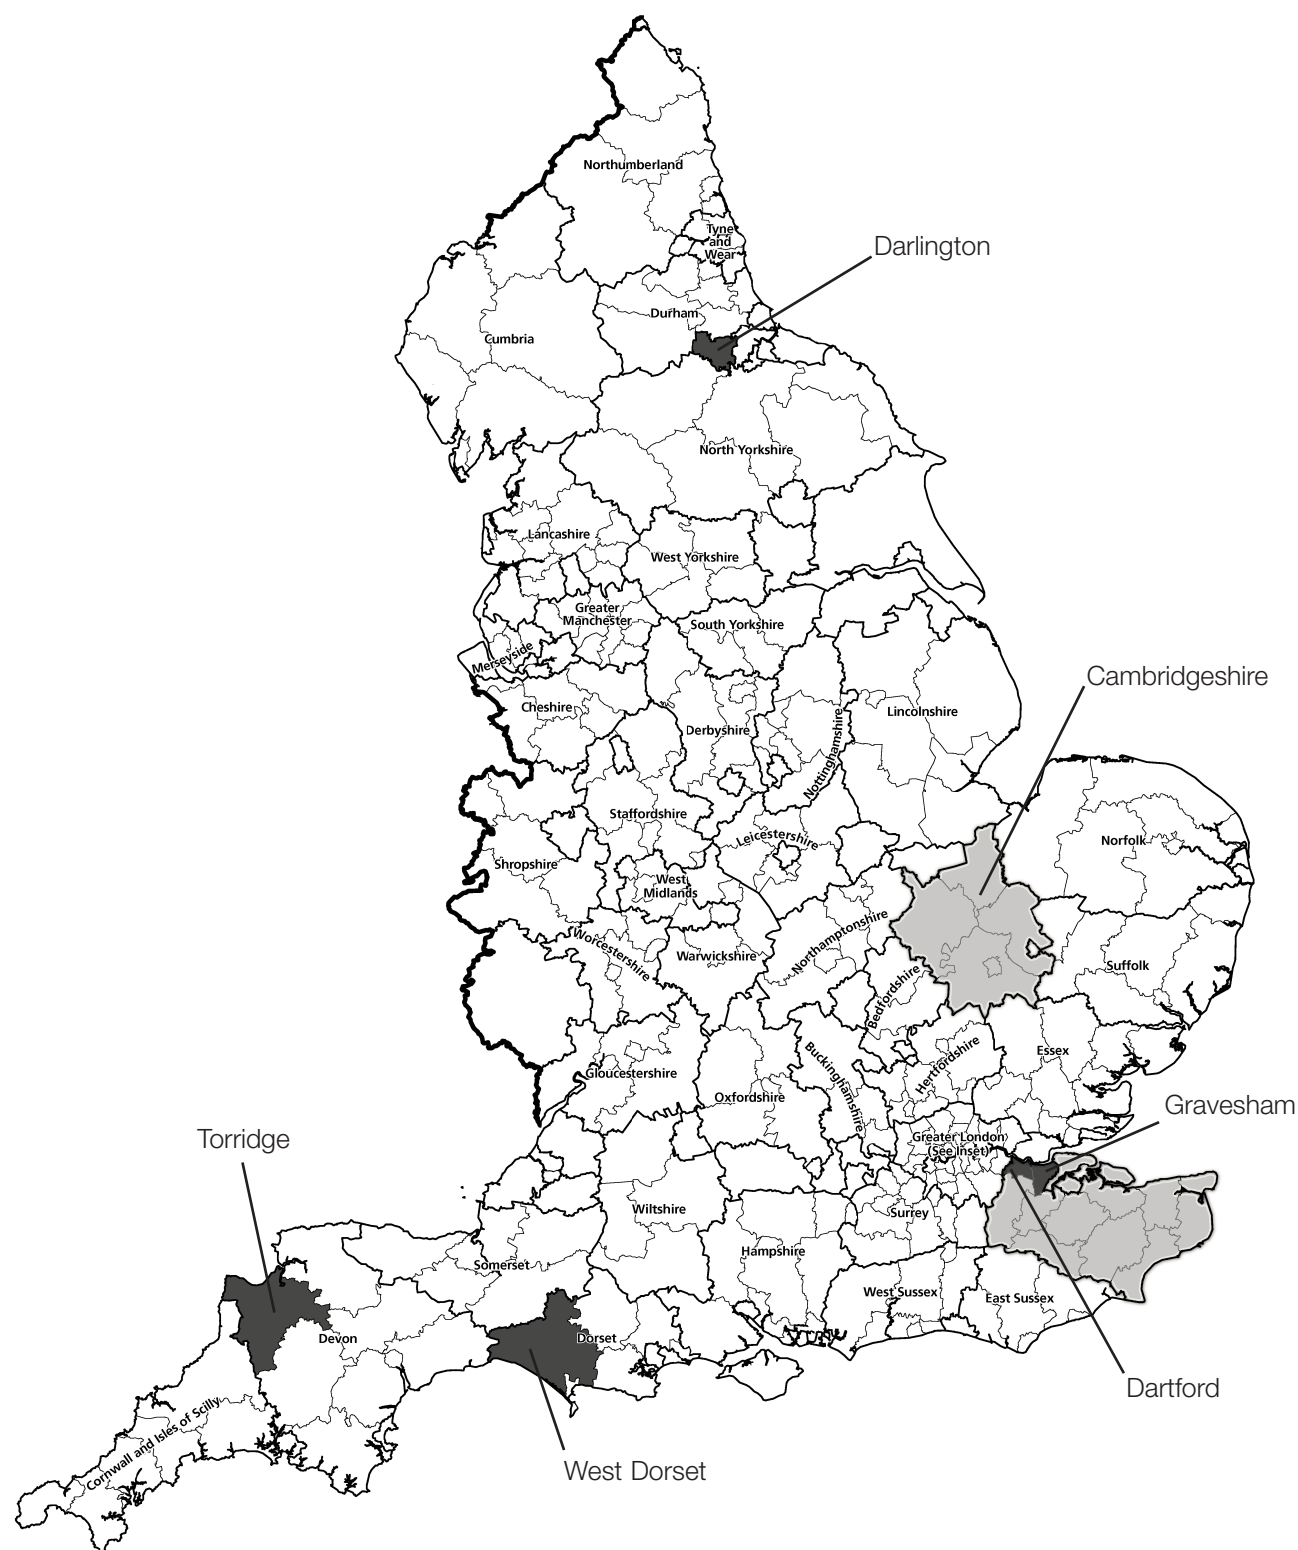 Northumberland
Tyne
and
Wear
Darlington
Durham
Cumbria
North Yorkshire
Lancashire
West Yorkshire
Greater
Manchester
South Yorkshire
Merseyside
Cambridgeshire
Cheshire
Derbyshire
Nottinghamshire
Lincolnshire
Staffordshire
Leicestershire
Norfolk
Shropshire
West
Midlands
Worcestershire
Warwickshire
Northamptonshire
Suffolk
Bedfordshire
Buckinghamshire
Hertfordshire
Essex
Gloucestershire
Oxfordshire
Gravesham
Torridge
Greater London
(See Inset)
Wiltshire
Surrey
Hampshire
Somerset
West Sussex
East Sussex
Devon
Dorset
Dartford
Cornwall and Isles of Scilly
West Dorset